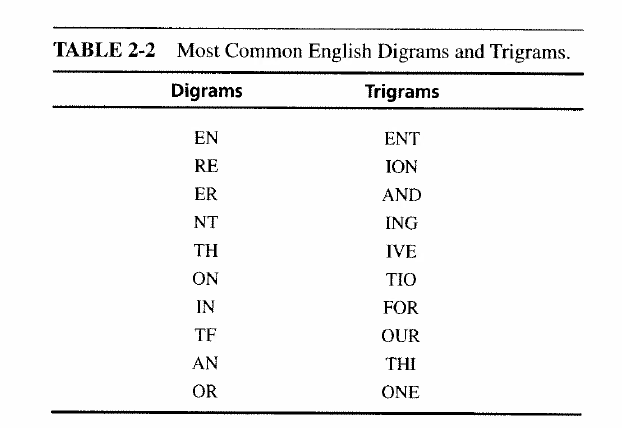 TABLE 2-2 Most Common English Digrams and Trigrams.
Digrams Trigrams
EN ENT
RE ION
ER AND
NT ING
TH IVE
ON TIO
IN FOR
TF OUR
AN THI
OR ONE